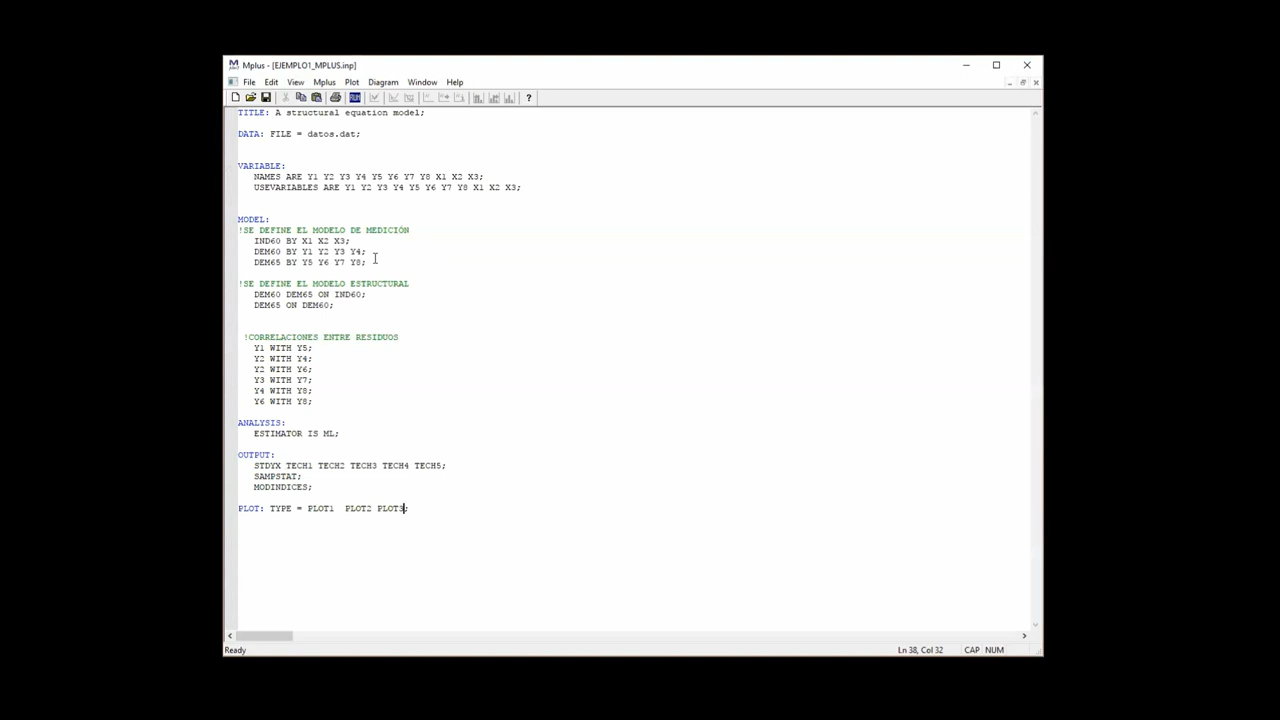 Mplus - [EJEMPLO1_MPLUS.inp]
File Edit View Mplus Plot Diagram Window Help
RUN ?
TITLE: A structural equation model;
DATA: FILE = datos.dat;
VARIABLE:
NAMES ARE Y1 Y2 Y3 Y4 Y5 Y6 Y7 Y8 X1 X2 X3;
USEVARIABLES ARE Y1 Y2 Y3 Y4 Y5 Y6 Y7 Y8 X1 X2 X3;
MODEL:
!SE DEFINE EL MODELO DE MEDICIÓN
IND60 BY X1 X2 X3;
DEM60 BY Y1 Y2 Y3 Y4;
DEM65 BY Y5 Y6 Y7 Y8;
!SE DEFINE EL MODELO ESTRUCTURAL
DEM60 DEM65 ON IND60;
DEM65 ON DEM60;
!CORRELACIONES ENTRE RESIDUOS
Y1 WITH Y5;
Y2 WITH Y4;
Y2 WITH Y6;
Y3 WITH Y7;
Y4 WITH Y8;
Y6 WITH Y8;
ANALYSIS:
ESTIMATOR IS ML;
OUTPUT:
STDYX TECH1 TECH2 TECH3 TECH4 TECH5;
SAMPSTAT;
MODINDICES;
PLOT: TYPE = PLOT1  PLOT2 PLOT3;
Ready Ln 38, Col 32 CAP NUM